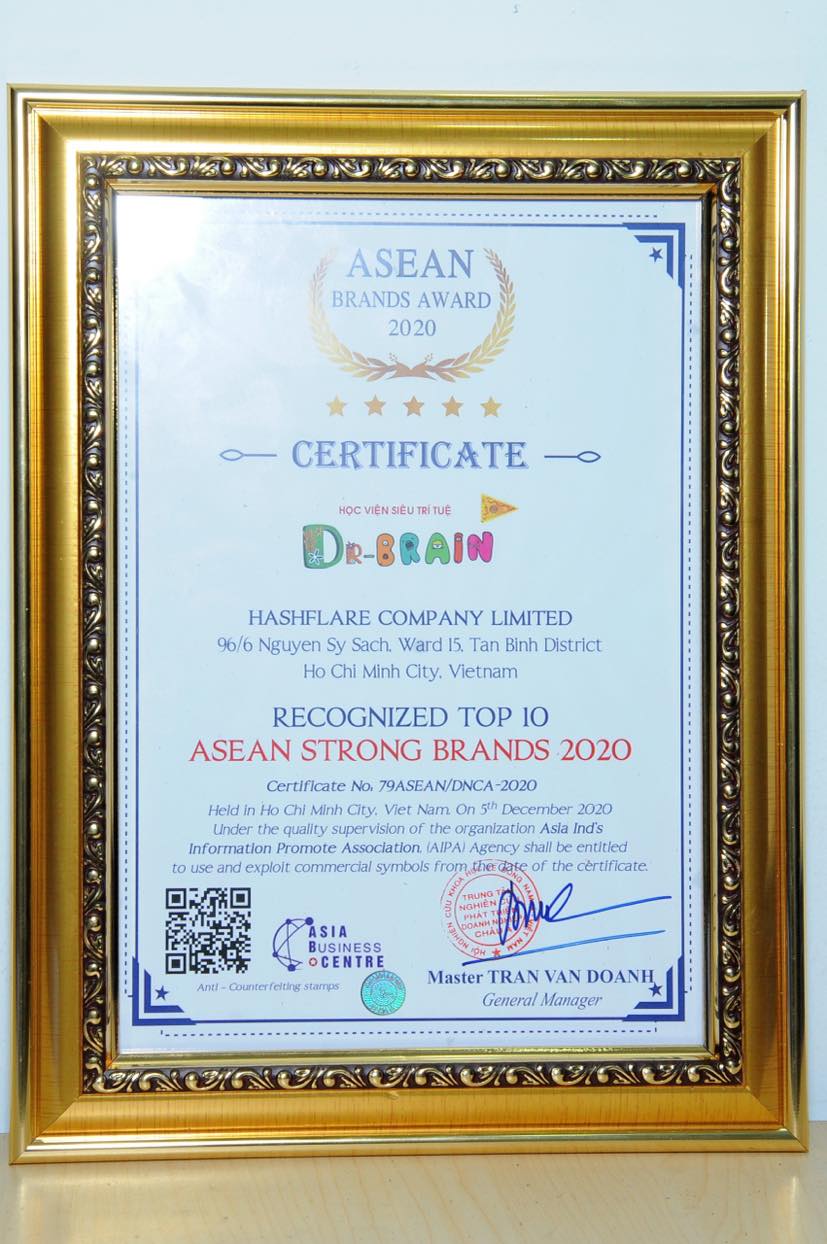 ASEAN
BRANDS AWARD
2020
CERTIFICATE
HỌC VIỆN SIÊU TRÍ TUỆ
DR-BRAIN
HASHFLARE COMPANY LIMITED
96/6 Nguyen Sy Sach, Ward 15, Tan Binh District
Ho Chi Minh City, Vietnam
RECOGNIZED TOP 10
ASEAN STRONG BRANDS 2020
Certificate No: 79ASEAN/DNCA-2020
Held in Ho Chi Minh City, Viet Nam. On 5th December 2020
Under the quality supervision of the organization Asia Ind's
Information Promote Association, (AIPA) Agency shall be entitled
to use and exploit commercial symbols from the date of the certificate.
ASIA
BUSINESS
CENTRE
TRUNG
NGHIÊN
PHÁT
DOANH
CHÂU
Anti - Counterfeiting stamps
Master TRAN VAN DOANH
General Manager